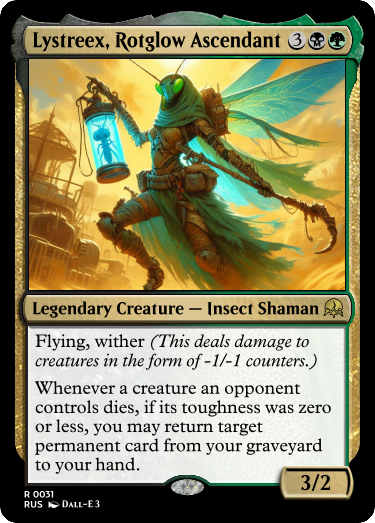 Lystreex, Rotglow Ascendant 3
Legendary Creature — Insect Shaman
Flying, wither (This deals damage to
creatures in the form of -1/-1 counters.)
Whenever a creature an opponent
controls dies, if its toughness was zero
or less, you may return target
permanent card from your graveyard
to your hand.
3/2
R 0031
RUS DALL-E 3